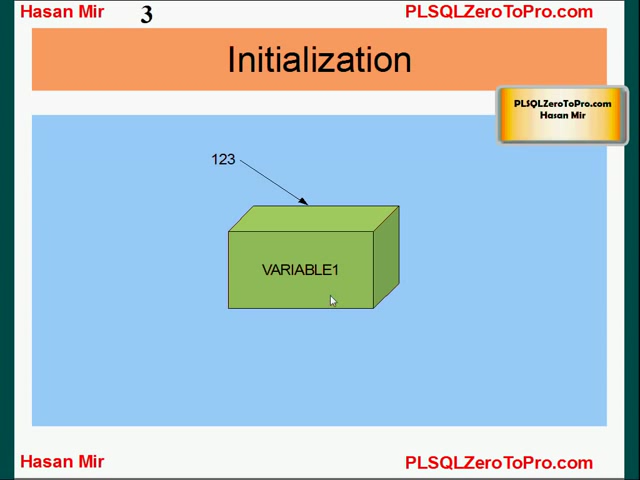 Hasan Mir
3
PLSQLZeroToPro.com
Initialization
PLSQLZeroToPro.com
Hasan Mir
123
VARIABLE1
Hasan Mir
PLSQLZeroToPro.com